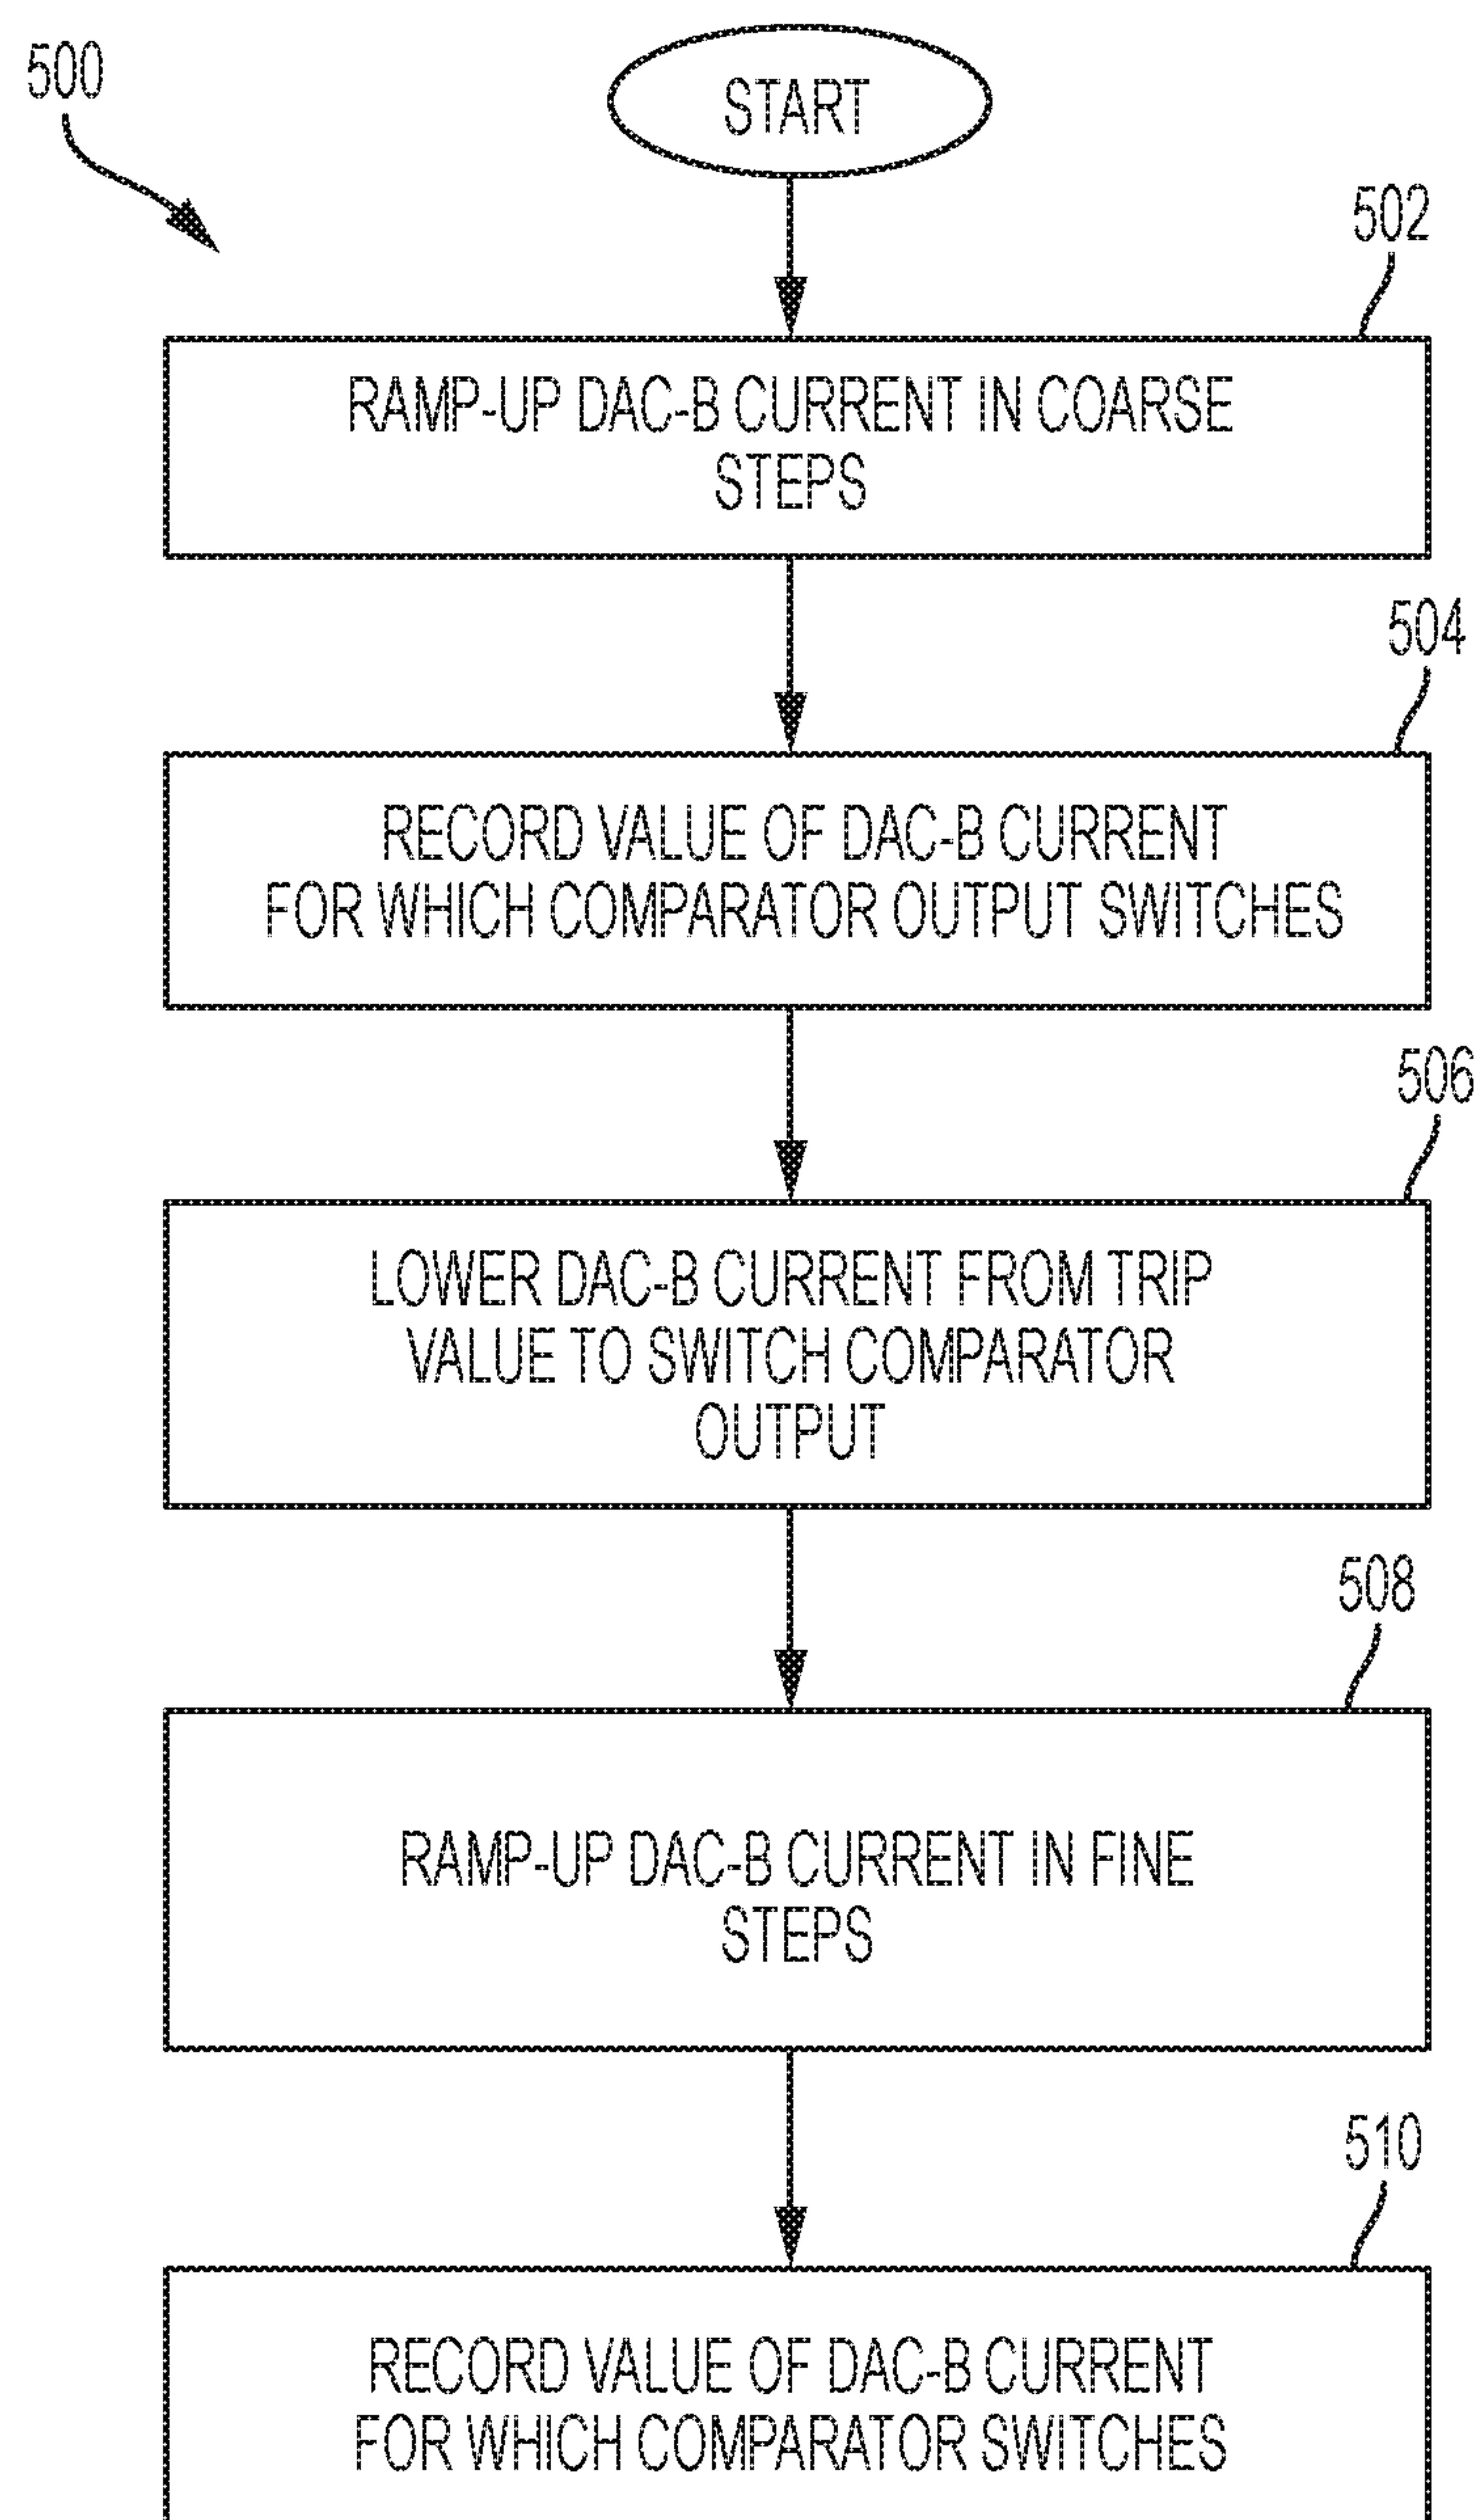 500
START
502
RAMP-UP DAC-B CURRENT IN COARSE
STEPS
504
RECORD VALUE OF DAC-B CURRENT
FOR WHICH COMPARATOR OUTPUT SWITCHES
506
LOWER DAC-B CURRENT FROM TRIP
VALUE TO SWITCH COMPARATOR
OUTPUT
508
RAMP-UP DAC-B CURRENT IN FINE
STEPS
510
RECORD VALUE OF DAC-B CURRENT
FOR WHICH COMPARATOR SWITCHES